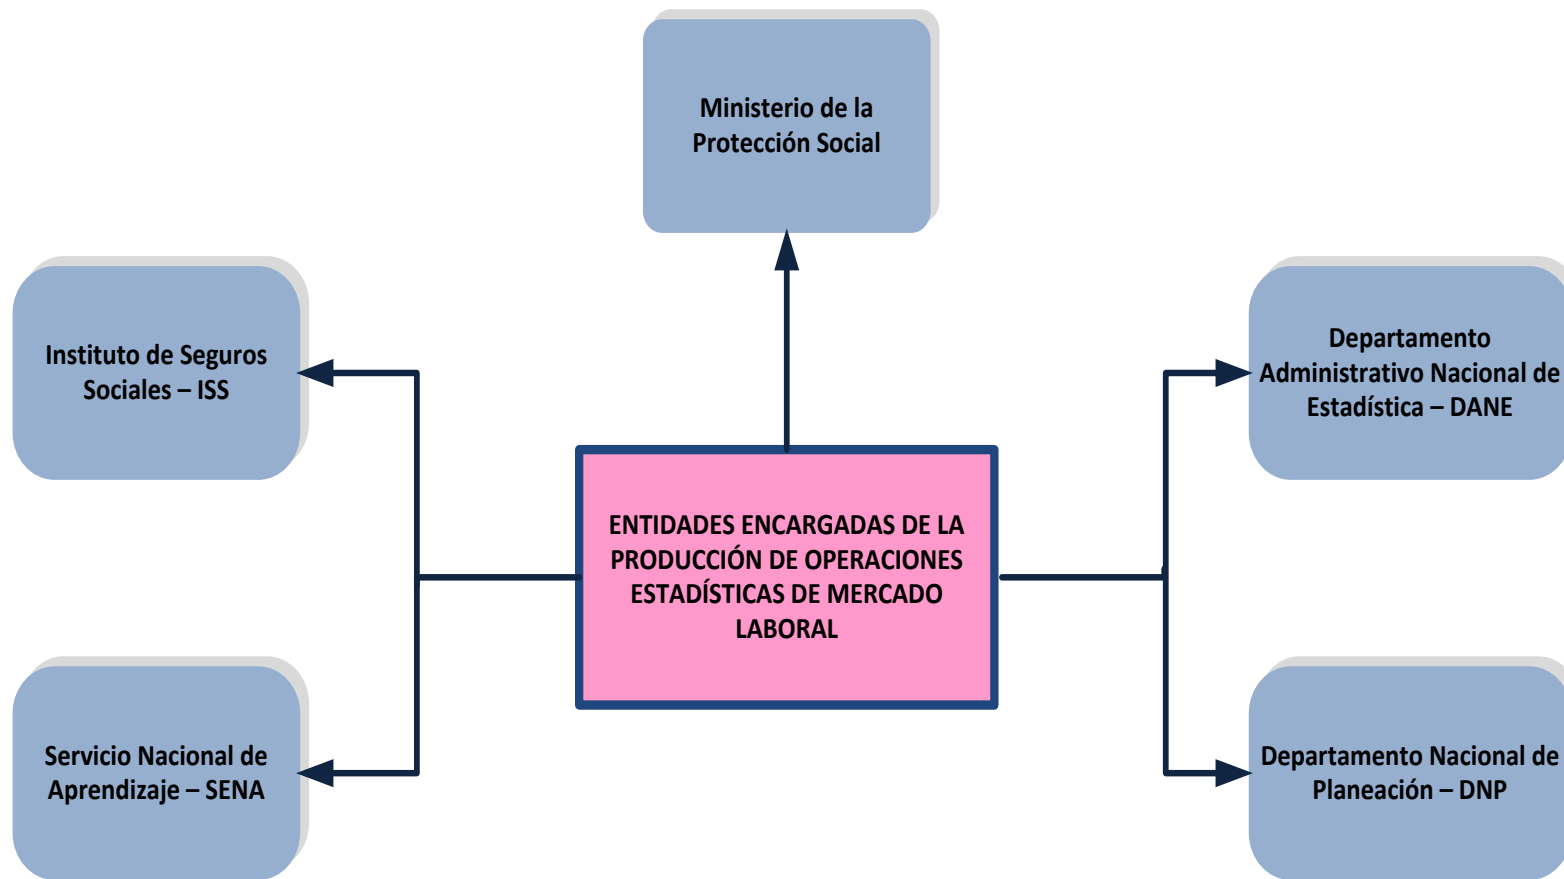 Ministerio de la
Protección Social
Instituto de Seguros
Sociales – ISS
Departamento
Administrativo Nacional de
Estadística – DANE
ENTIDADES ENCARGADAS DE LA
PRODUCCIÓN DE OPERACIONES
ESTADÍSTICAS DE MERCADO
LABORAL
Servicio Nacional de
Aprendizaje – SENA
Departamento Nacional de
Planeación – DNP